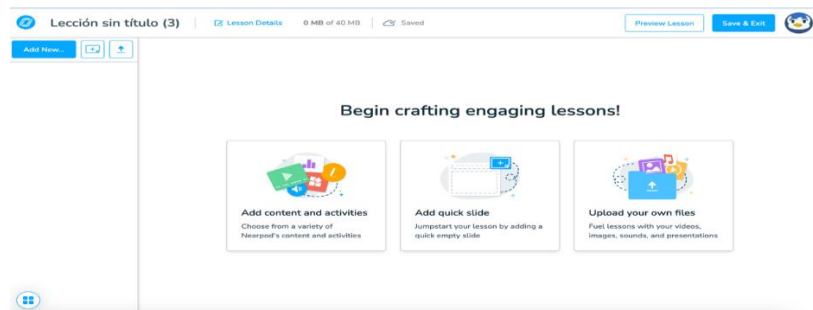 Lección sin título (3)
Lesson Details
0 MB of 40 MB
Saved
Preview Lesson
Save & Exit
Add New...
Begin crafting engaging lessons!
Add content and activities
Choose from a variety of
Nearpod's content and activities
Add quick slide
Jumpstart your lesson by adding a
quick empty slide
Upload your own files
Fuel lessons with your videos,
images, sounds, and presentations